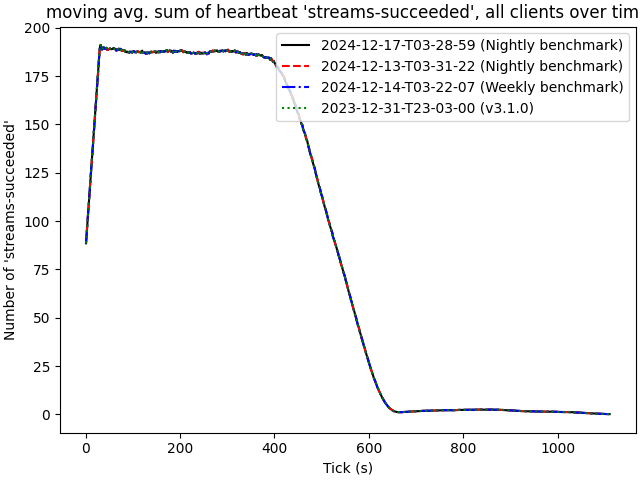 moving avg. sum of heartbeat 'streams-succeeded', all clients over tim
200
175
150
125
100
75
50
25
0
Number of 'streams-succeeded'
2024-12-17-T03-28-59 (Nightly benchmark)
2024-12-13-T03-31-22 (Nightly benchmark)
2024-12-14-T03-22-07 (Weekly benchmark)
2023-12-31-T23-03-00 (v3.1.0)
0 200 400 600 800 1000
Tick (s)